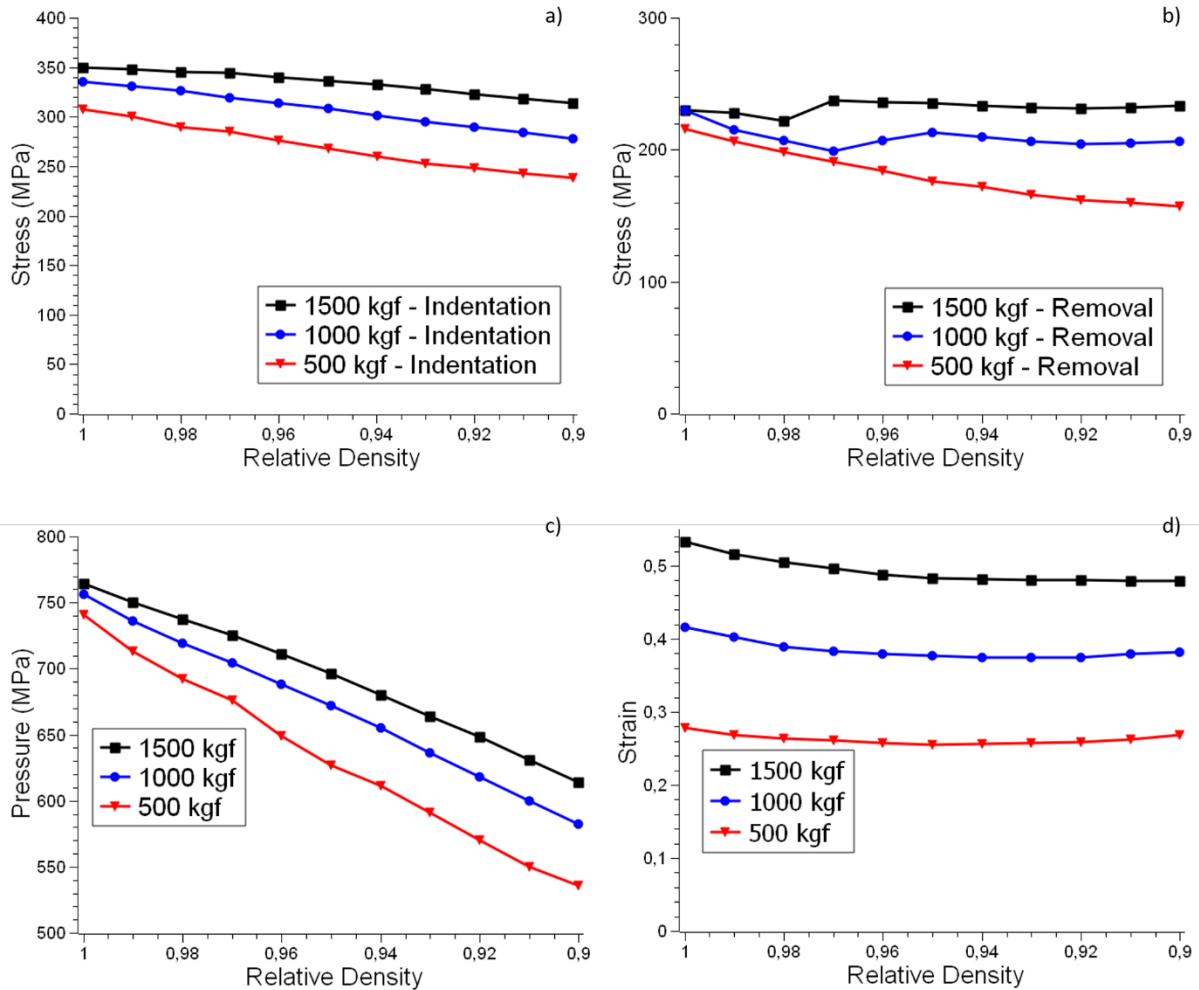 a)
400
350
300
250
200
150
100
50
0
Stress (MPa)
1500 kgf - Indentation
1000 kgf - Indentation
500 kgf - Indentation
1 0,98 0,96 0,94 0,92 0,9
Relative Density
b)
300
200
100
0
Stress (MPa)
1500 kgf - Removal
1000 kgf - Removal
500 kgf - Removal
1 0,98 0,96 0,94 0,92 0,9
Relative Density
c)
800
750
700
650
600
550
500
Pressure (MPa)
1500 kgf
1000 kgf
500 kgf
1 0,98 0,96 0,94 0,92 0,9
Relative Density
d)
0,5
0,4
0,3
0,2
0,1
0
Strain
1500 kgf
1000 kgf
500 kgf
1 0,98 0,96 0,94 0,92 0,9
Relative Density